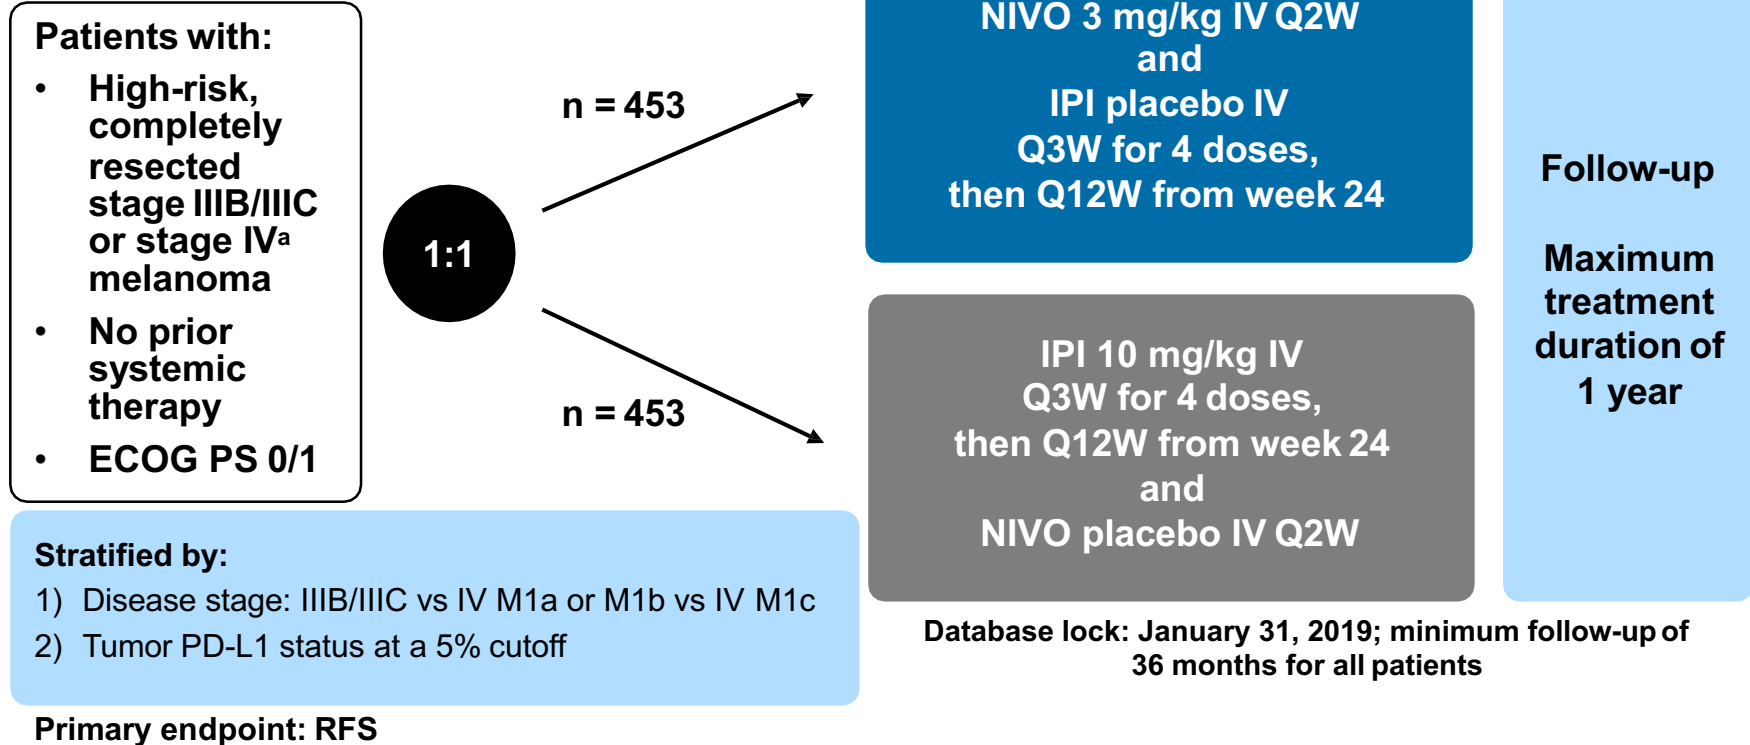 Patients with:
• High-risk,
completely
resected
stage IIIB/IIIC
or stage IVᵃ
melanoma
• No prior
systemic
therapy
• ECOG PS 0/1
n = 453
1:1
n = 453
NIVO 3 mg/kg IV Q2W
and
IPI placebo IV
Q3W for 4 doses,
then Q12W from week 24
IPI 10 mg/kg IV
Q3W for 4 doses,
then Q12W from week 24
and
NIVO placebo IV Q2W
Follow-up
Maximum
treatment
duration of
1 year
Stratified by:
1) Disease stage: IIIB/IIIC vs IV M1a or M1b vs IV M1c
2) Tumor PD-L1 status at a 5% cutoff
Database lock: January 31, 2019; minimum follow-up of
36 months for all patients
Primary endpoint: RFS